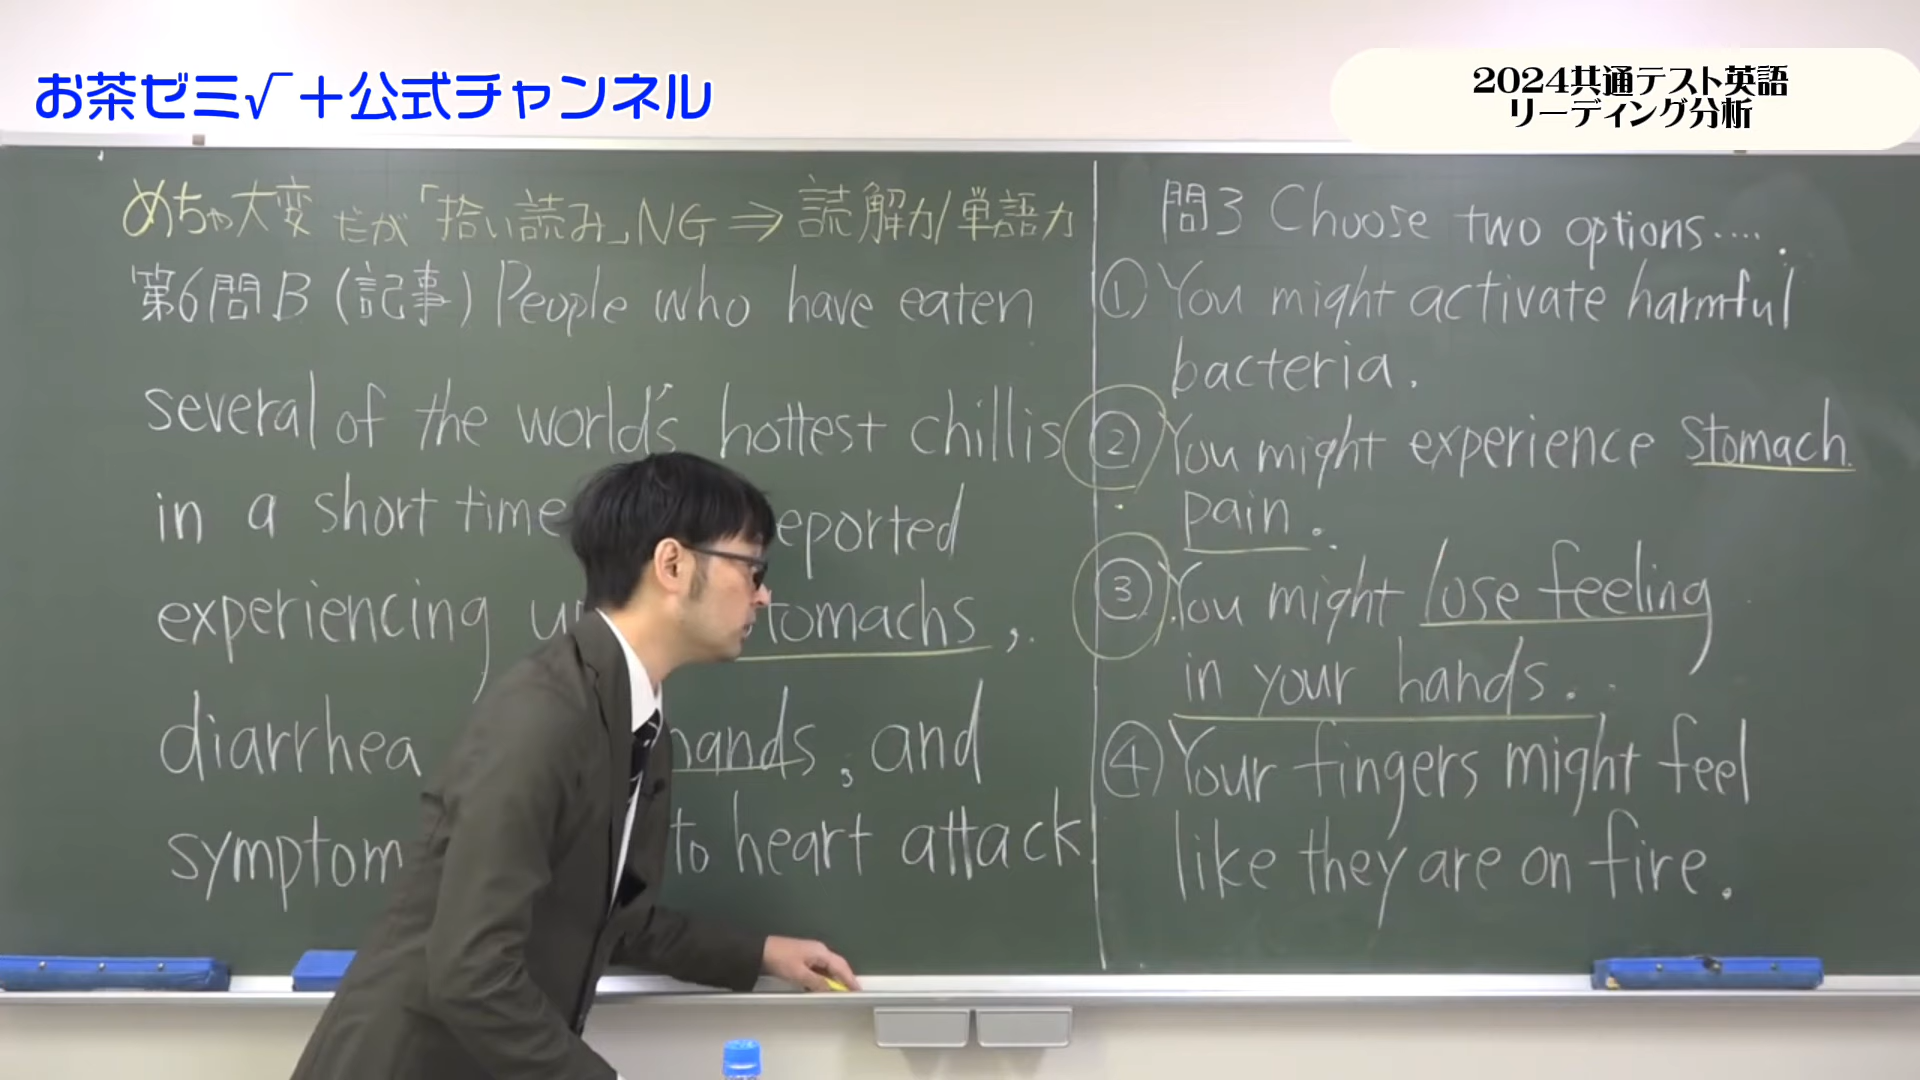 お茶ゼミ√+公式チャンネル
2024共通テスト英語
リーディング分析
めちゃ大変だが「拾い読み」NG⇒読解力/単語力
第6問B(記事) People who have eaten
several of the world's hottest chillis
in a short time eported
experiencing u tomachs,
diarrhea hands, and
symptom to heart attack.
問3 Choose two options....
① You might activate harmful
bacteria.
② You might experience stomach
pain.
③ You might lose feeling
in your hands.
④ Your fingers might feel
like they are on fire.